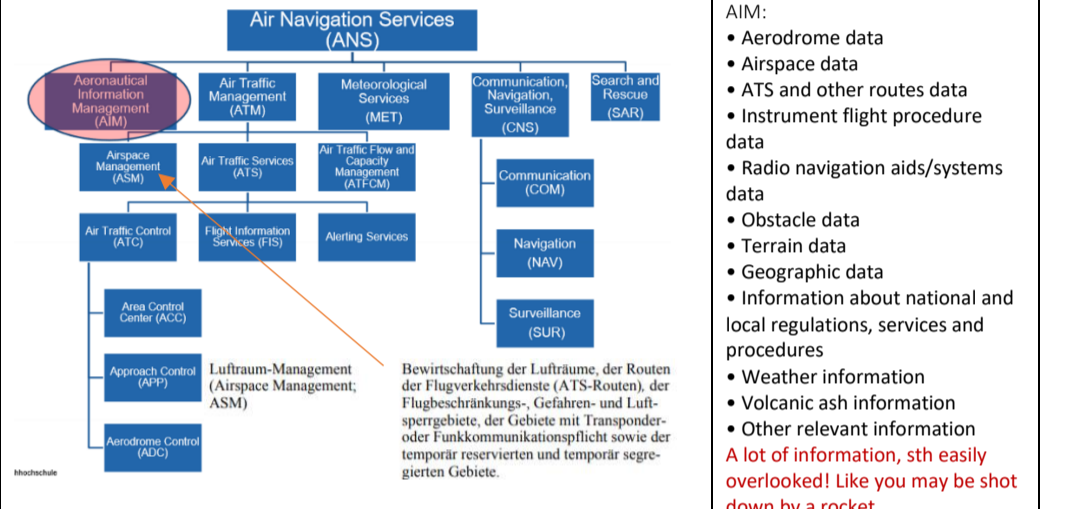 Air Navigation Services
(ANS)
Aeronautical
Information
Management
(AIM)
Air Traffic
Management
(ATM)
Meteorological
Services
(MET)
Communication,
Navigation,
Surveillance
(CNS)
Search and
Rescue
(SAR)
Airspace
Management
(ASM)
Air Traffic Services
(ATS)
Air Traffic Flow and
Capacity
Management
(ATFCM)
Communication
(COM)
Air Traffic Control
(ATC)
Flight Information
Services (FIS)
Alerting Services
Navigation
(NAV)
Area Control
Center (ACC)
Surveillance
(SUR)
Approach Control
(APP)
Aerodrome Control
(ADC)
Luftraum-Management
(Airspace Management;
ASM)
Bewirtschaftung der Lufträume, der Routen
der Flugverkehrsdienste (ATS-Routen), der
Flugbeschränkungs-, Gefahren- und Luft-
sperrgebiete, der Gebiete mit Transponder-
oder Funkkommunikationspflicht sowie der
temporär reservierten und temporär segre-
gierten Gebiete.
hhochschule
AIM:
• Aerodrome data
• Airspace data
• ATS and other routes data
• Instrument flight procedure
data
• Radio navigation aids/systems
data
• Obstacle data
• Terrain data
• Geographic data
• Information about national and
local regulations, services and
procedures
• Weather information
• Volcanic ash information
• Other relevant information
A lot of information, sth easily
overlooked! Like you may be shot
down by a rocket